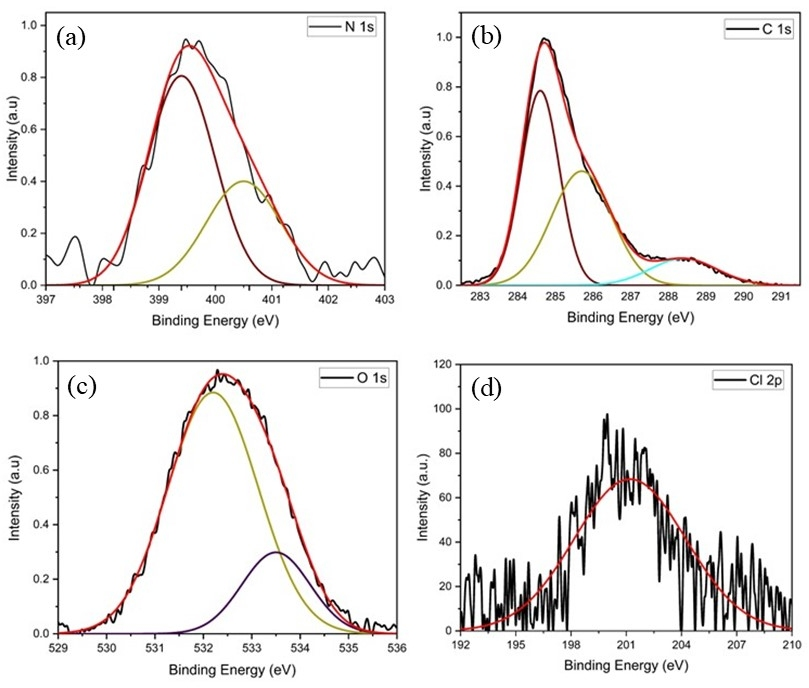 (a)
N 1s
Intensity (a.u)
1.0
0.8
0.6
0.4
0.2
0.0
397 398 399 400 401 402 403
Binding Energy (eV)
(b)
C 1s
Intensity (a.u)
1.0
0.8
0.6
0.4
0.2
0.0
283 284 285 286 287 288 289 290 291
Binding Energy (eV)
(c)
O 1s
Intensity (a.u)
1.0
0.8
0.6
0.4
0.2
0.0
529 530 531 532 533 534 535 536
Binding Energy (eV)
(d)
Cl 2p
Intensity (a.u.)
120
100
80
60
40
20
0
192 195 198 201 204 207 210
Binding Energy (eV)